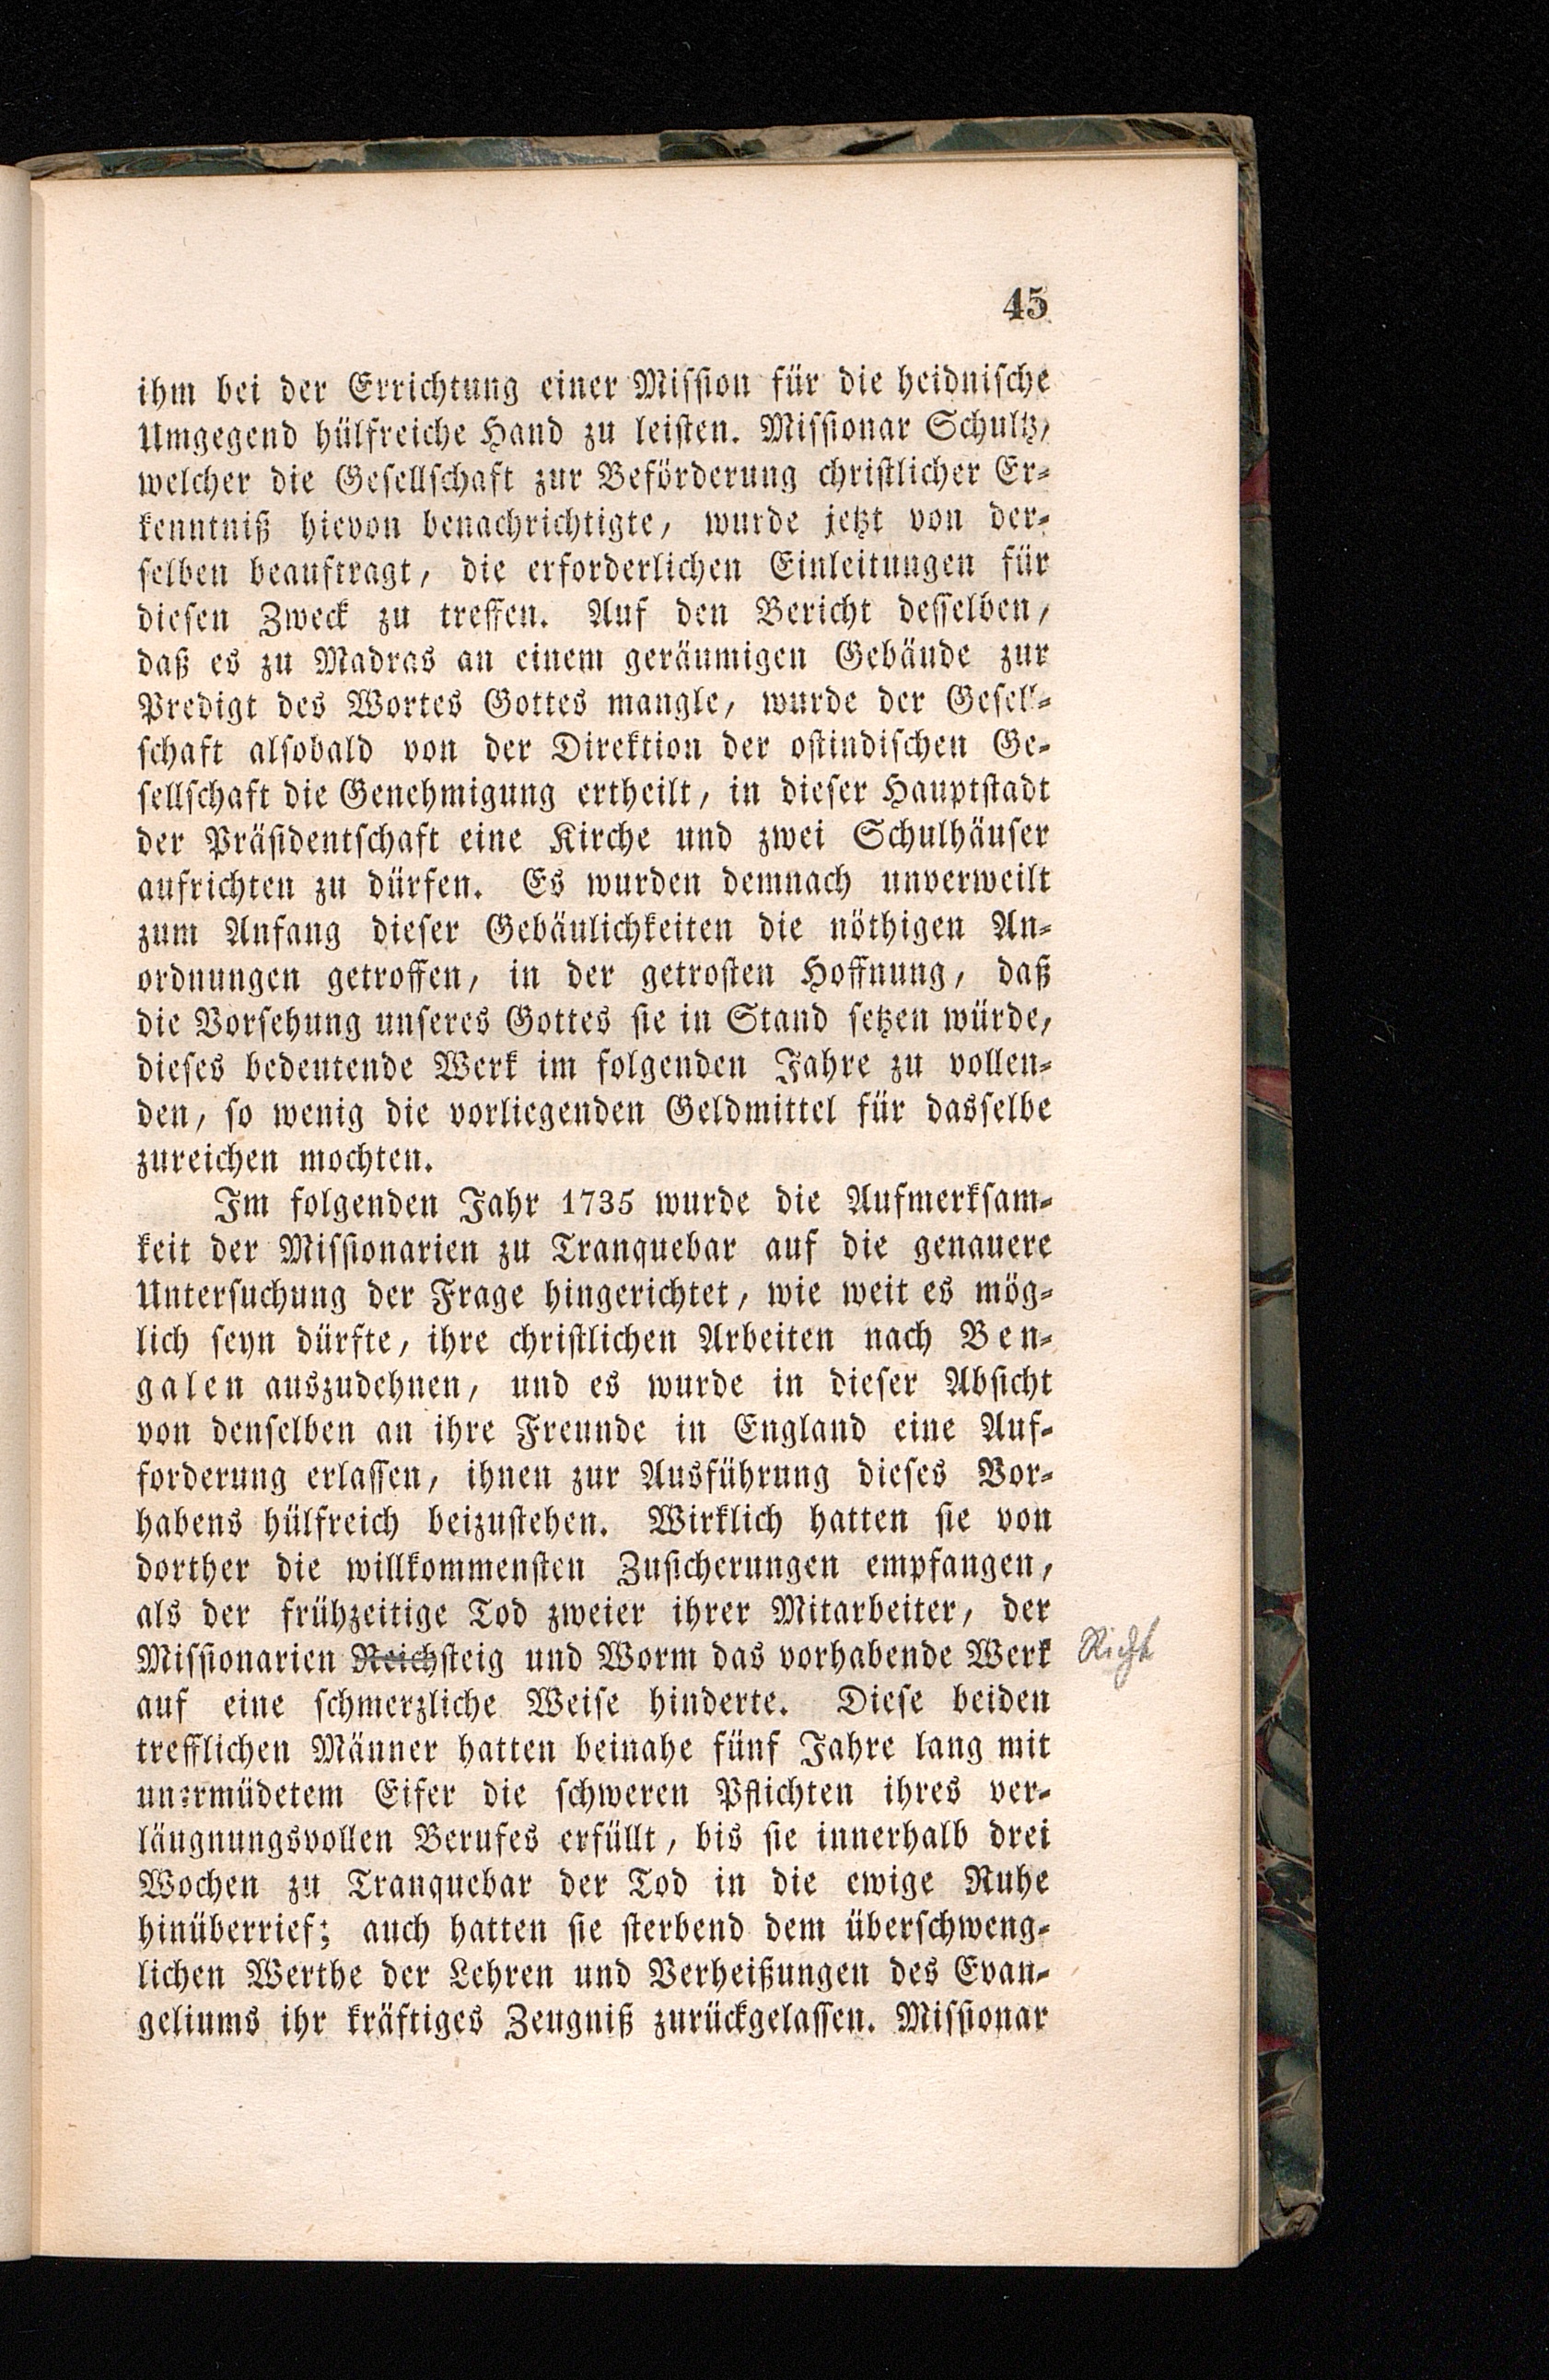 45
ihm bei der Errichtung einer Mission für die heidnische
Umgegend hülfreiche Hand zu leisten. Missionar Schultz,
welcher die Gesellschaft zur Beförderung christlicher Er-
kenntniß hievon benachrichtigte, wurde jetzt von der-
selben beauftragt, die erforderlichen Einleitungen für
diesen Zweck zu treffen. Auf den Bericht desselben,
daß es zu Madras an einem geräumigen Gebäude zur
Predigt des Wortes Gottes mangle, wurde der Gesell-
schaft alsobald von der Direktion der ostindischen Ge-
sellschaft die Genehmigung ertheilt, in dieser Hauptstadt
der Präsidentschaft eine Kirche und zwei Schulhäuser
aufrichten zu dürfen. Es wurden demnach unverweilt
zum Anfang dieser Gebäulichkeiten die nöthigen An-
ordnungen getroffen, in der getrosten Hoffnung, daß
die Vorsehung unseres Gottes sie in Stand setzen würde,
dieses bedeutende Werk im folgenden Jahre zu vollen-
den, so wenig die vorliegenden Geldmittel für dasselbe
zureichen mochten.
Im folgenden Jahr 1735 wurde die Aufmerksam-
keit der Missionarien zu Tranquebar auf die genauere
Untersuchung der Frage hingerichtet, wie weit es mög-
lich seyn dürfte, ihre christlichen Arbeiten nach Ben-
galen auszudehnen, und es wurde in dieser Absicht
von denselben an ihre Freunde in England eine Auf-
forderung erlassen, ihnen zur Ausführung dieses Vor-
habens hülfreich beizustehen. Wirklich hatten sie von
dorther die willkommensten Zusicherungen empfangen,
als der frühzeitige Tod zweier ihrer Mitarbeiter, der
Missionarien Reichsteig und Worm das vorhabende Werk
Richt
auf eine schmerzliche Weise hinderte. Diese beiden
trefflichen Männer hatten beinahe fünf Jahre lang mit
unermüdetem Eifer die schweren Pflichten ihres ver-
läugnungsvollen Berufes erfüllt, bis sie innerhalb drei
Wochen zu Tranquebar der Tod in die ewige Ruhe
hinüberrief; auch hatten sie sterbend dem überschweng-
lichen Werthe der Lehren und Verheißungen des Evan-
geliums ihr kräftiges Zeugniß zurückgelassen. Missionar